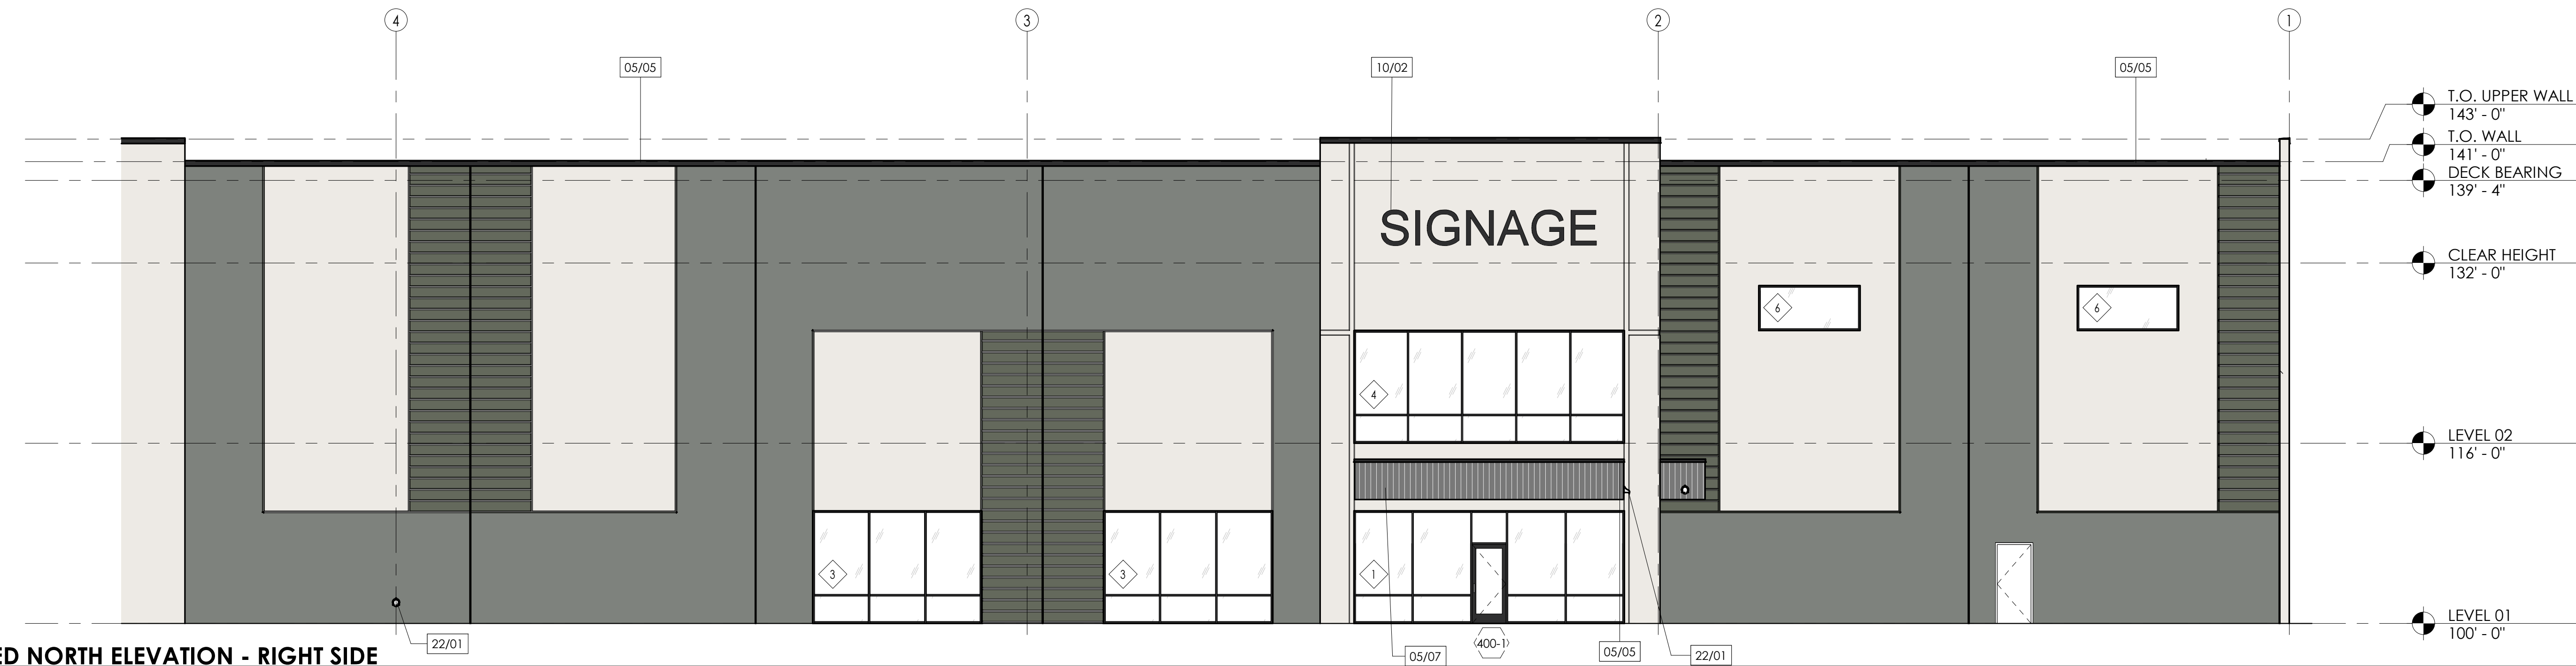 4
3
2
1
05/05
10/02
05/05
T.O. UPPER WALL
143' - 0"
T.O. WALL
141' - 0"
DECK BEARING
139' - 4"
SIGNAGE
CLEAR HEIGHT
132' - 0"
6
6
4
LEVEL 02
116' - 0"
3
3
1
LEVEL 01
100' - 0"
22/01
400-1
05/05
05/07
22/01
ED NORTH ELEVATION - RIGHT SIDE